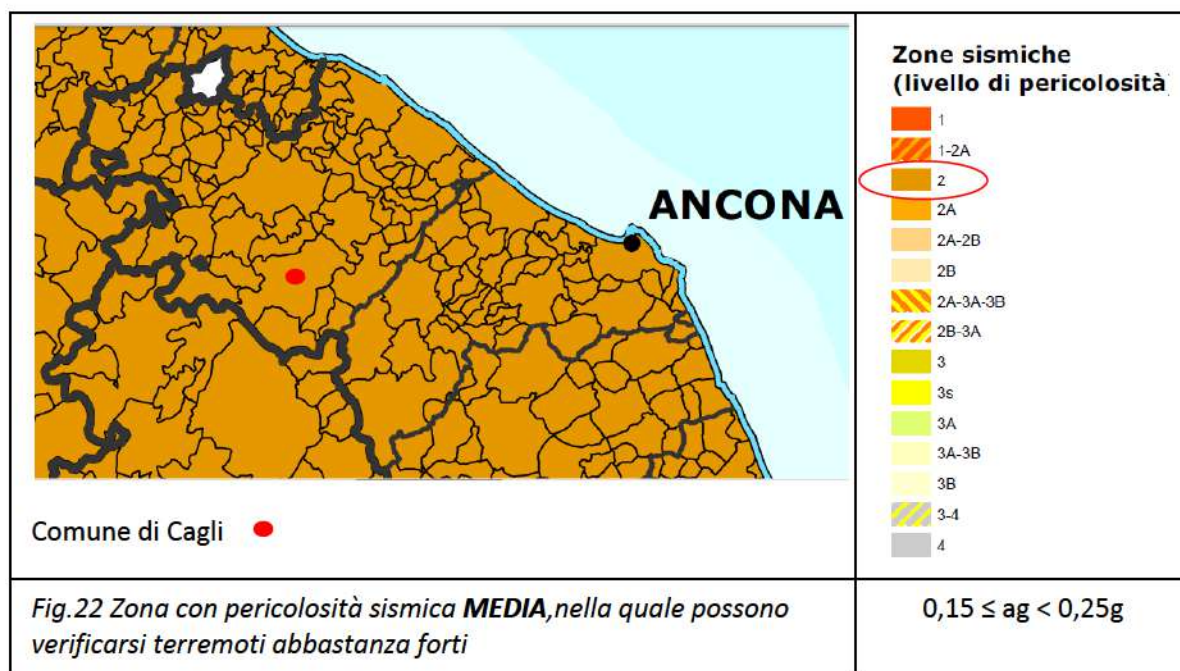 ANCONA
Comune di Cagli
Zone sismiche
(livello di pericolosità
1
1-2A
2
2A
2A-2B
2B
2A-3A-3B
2B-3A
3
3s
3A
3A-3B
3B
3-4
4
Fig.22 Zona con pericolosità sismica MEDIA,nella quale possono
verificarsi terremoti abbastanza forti
0,15 ≤ ag < 0,25g